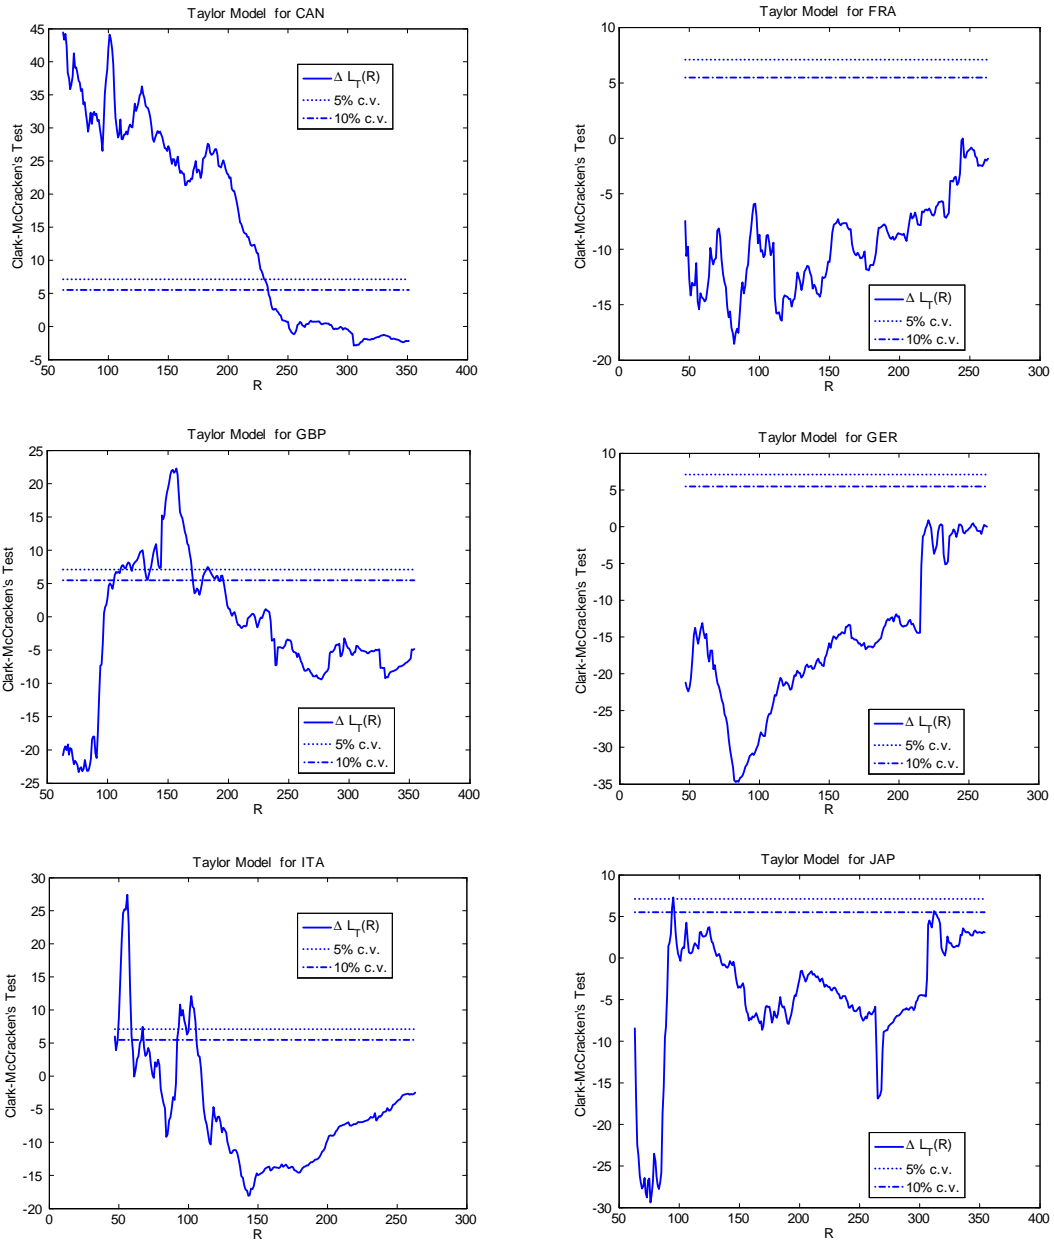 Taylor Model for CAN
Clark-McCracken's Test
45
40
35
30
25
20
15
10
5
0
-5
Δ L_T(R)
5% c.v.
10% c.v.
50 100 150 200 250 300 350 400
R
Taylor Model for FRA
Clark-McCracken's Test
10
5
0
-5
-10
-15
-20
Δ L_T(R)
5% c.v.
10% c.v.
0 50 100 150 200 250 300
R
Taylor Model for GBP
Clark-McCracken's Test
25
20
15
10
5
0
-5
-10
-15
-20
-25
Δ L_T(R)
5% c.v.
10% c.v.
50 100 150 200 250 300 350 400
R
Taylor Model for GER
Clark-McCracken's Test
10
5
0
-5
-10
-15
-20
-25
-30
-35
Δ L_T(R)
5% c.v.
10% c.v.
0 50 100 150 200 250 300
R
Taylor Model for ITA
Clark-McCracken's Test
30
25
20
15
10
5
0
-5
-10
-15
-20
Δ L_T(R)
5% c.v.
10% c.v.
0 50 100 150 200 250 300
R
Taylor Model for JAP
Clark-McCracken's Test
10
5
0
-5
-10
-15
-20
-25
-30
Δ L_T(R)
5% c.v.
10% c.v.
50 100 150 200 250 300 350 400
R